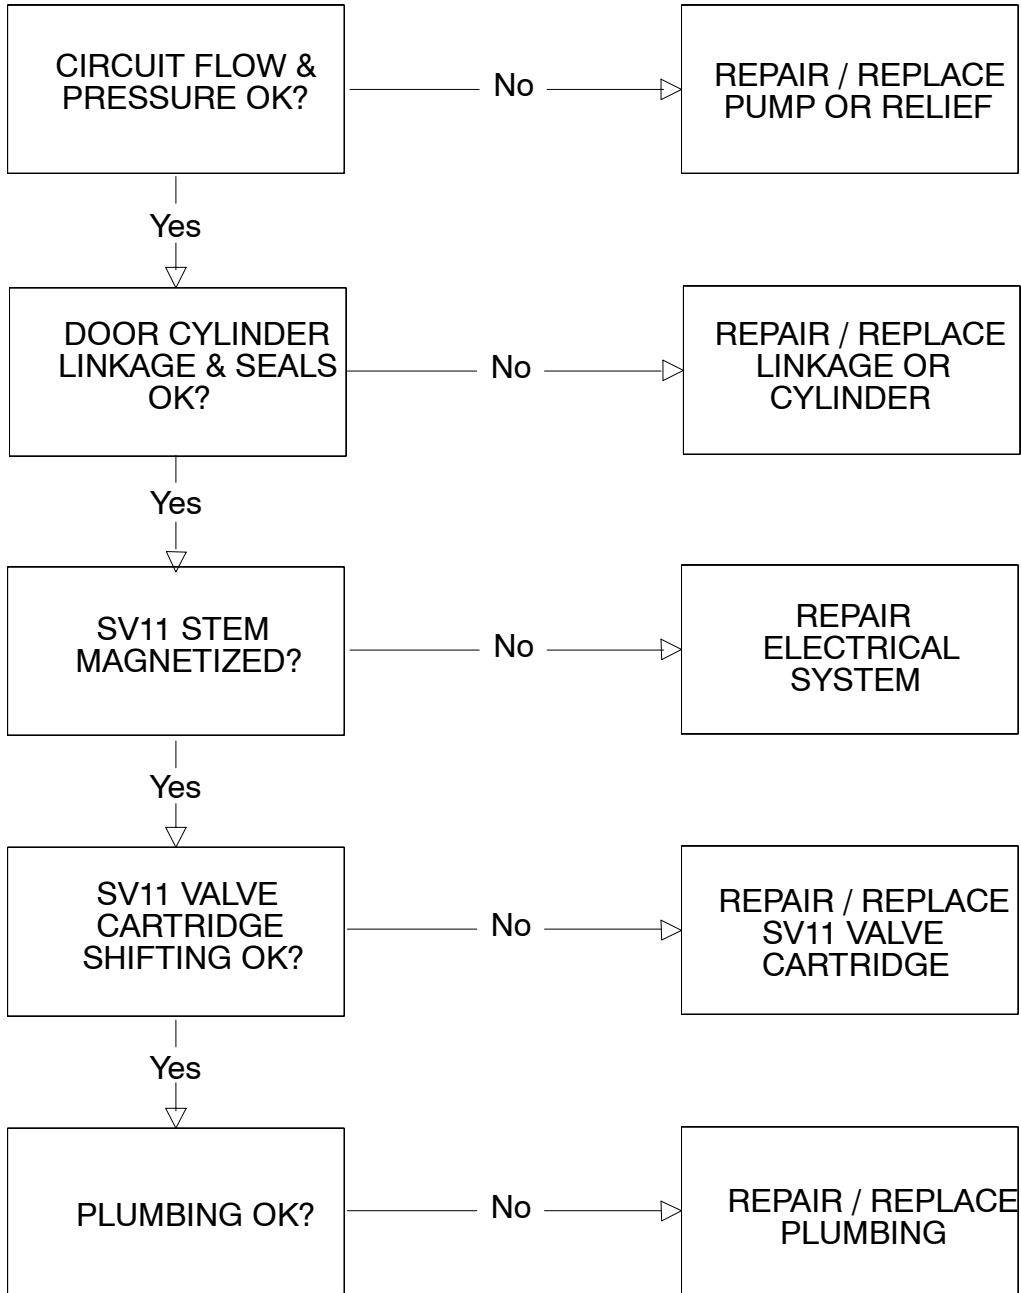 CIRCUIT FLOW &
PRESSURE OK?
No
REPAIR / REPLACE
PUMP OR RELIEF
Yes
DOOR CYLINDER
LINKAGE & SEALS
OK?
No
REPAIR / REPLACE
LINKAGE OR
CYLINDER
Yes
SV11 STEM
MAGNETIZED?
No
REPAIR
ELECTRICAL
SYSTEM
Yes
SV11 VALVE
CARTRIDGE
SHIFTING OK?
No
REPAIR / REPLACE
SV11 VALVE
CARTRIDGE
Yes
PLUMBING OK?
No
REPAIR / REPLACE
PLUMBING